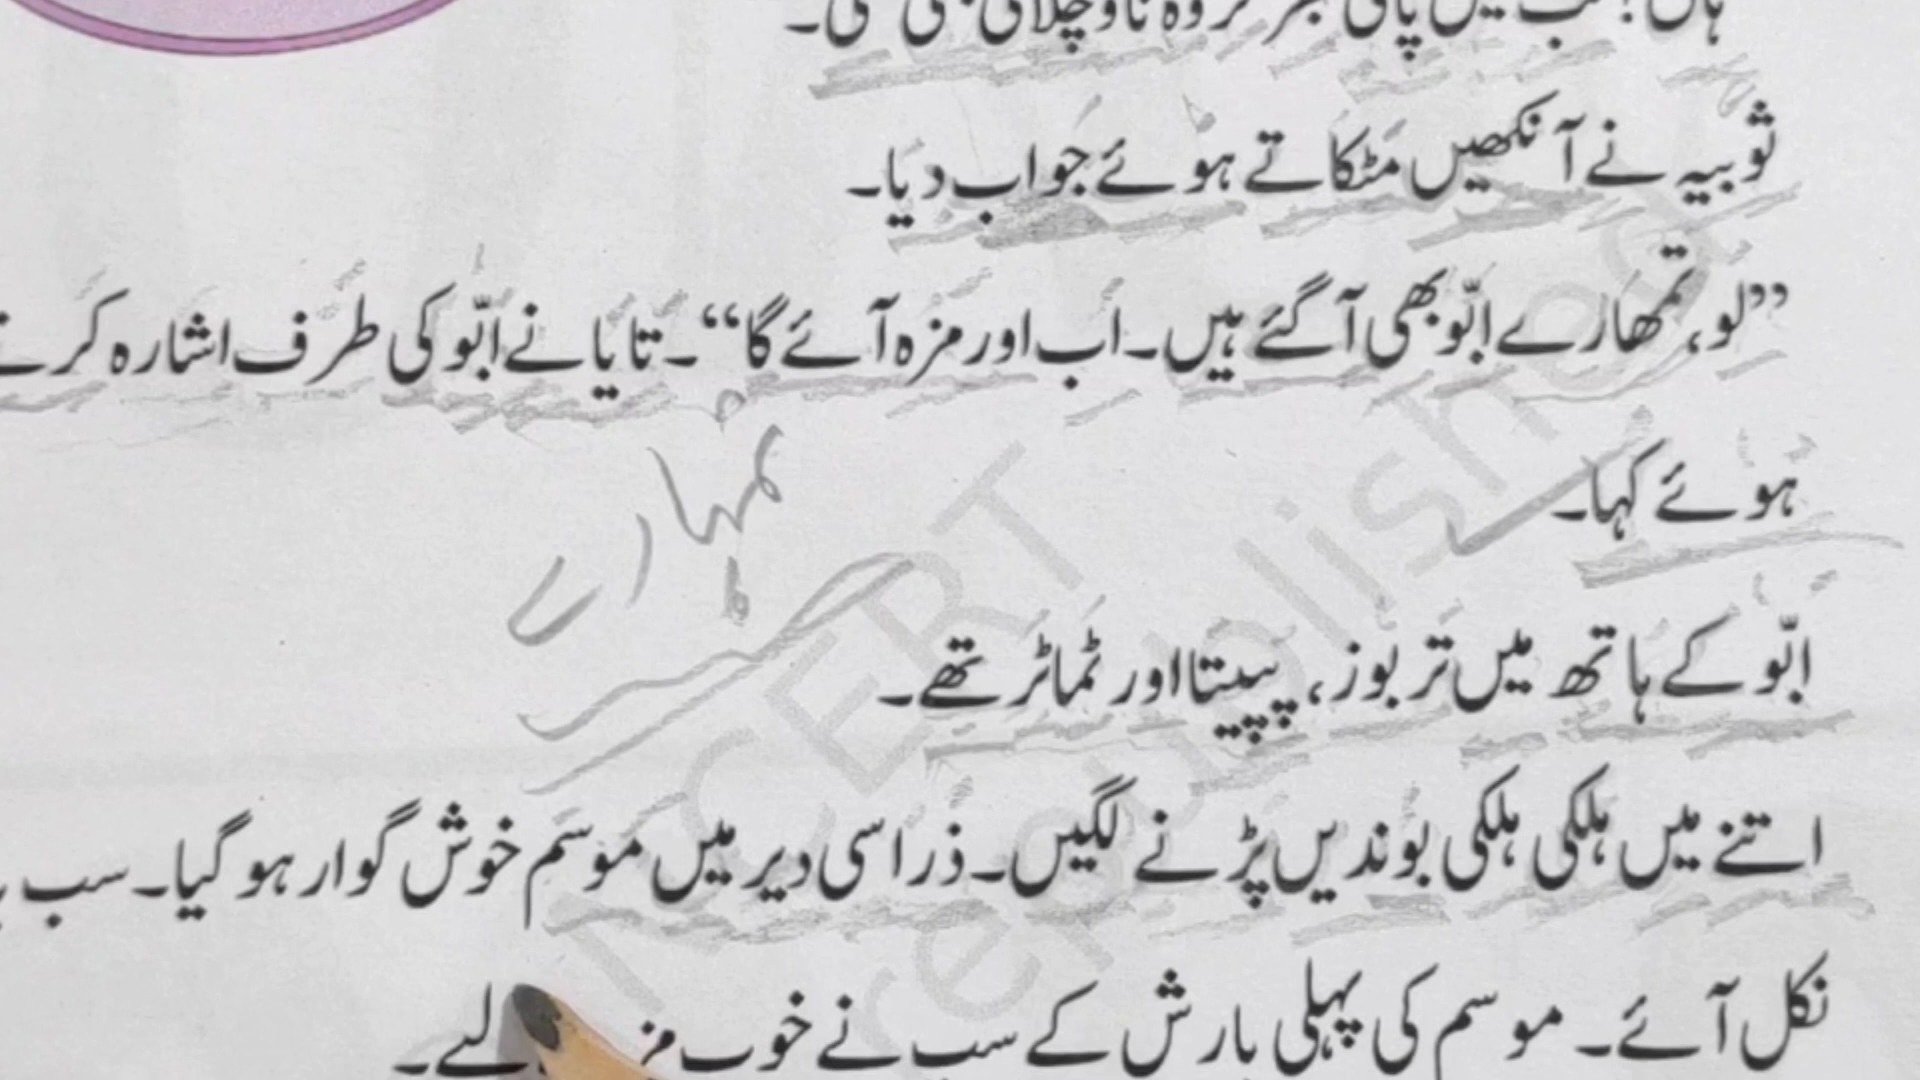 ثوبیہ نے آنکھیں مٹکاتے ہوئے جواب دیا۔
”لو، تمھارے ابّو بھی آگئے ہیں۔ اب اور مزہ آئے گا“۔ تایا نے ابّو کی طرف اشارہ کرتے
تمہارے
ہوئے کہا۔
ابّو کے ہاتھ میں تربوز، پپیتا اور ٹماٹر تھے۔
اتنے میں ہلکی ہلکی بوندیں پڑنے لگیں۔ ذرا سی دیر میں موسم خوش گوار ہو گیا۔ سب
نکل آئے۔ موسم کی پہلی بارش کے سب نے خوب لیے۔
NCERT
republished